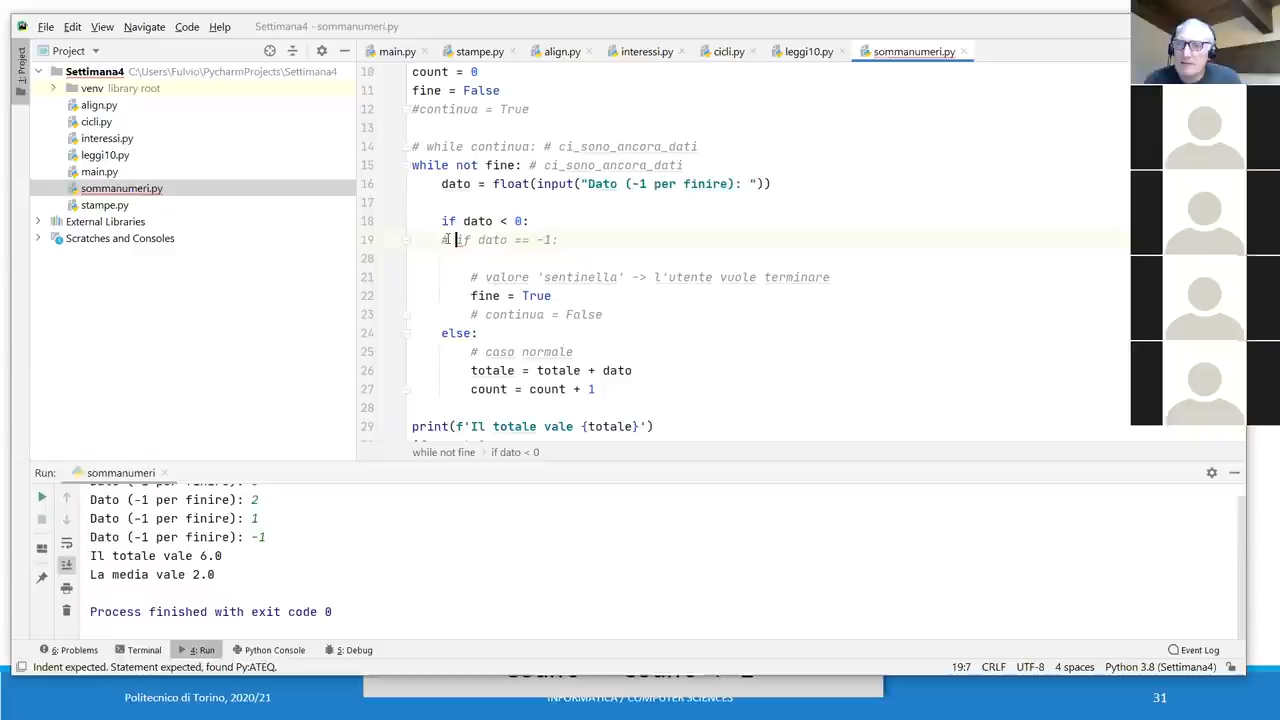 File Edit View Navigate Code Help Settimana4 - sommanumeri.py
Project
main.py stampe.py align.py interessi.py cicli.py leggi10.py sommanumeri.py
1: Project
Settimana4 C:\Users\Fulvio\PycharmProjects\Settimana4
venv library root
align.py
cicli.py
interessi.py
leggi10.py
main.py
sommanumeri.py
stampe.py
External Libraries
Scratches and Consoles
10 count = 0
11 fine = False
12 #continua = True
13
14 # while continua: # ci_sono_ancora_dati
15 while not fine: # ci_sono_ancora_dati
16 dato = float(input("Dato (-1 per finire): "))
17
18 if dato < 0:
19 # if dato == -1:
20
21 # valore 'sentinella' -> l'utente vuole terminare
22 fine = True
23 # continua = False
24 else:
25 # caso normale
26 totale = totale + dato
27 count = count + 1
28
29 print(f'Il totale vale {totale}')
while not fine if dato < 0
Run: sommanumeri
Dato (-1 per finire): 2
Dato (-1 per finire): 1
Dato (-1 per finire): -1
Il totale vale 6.0
La media vale 2.0
Process finished with exit code 0
6: Problems Terminal 4: Run Python Console 5: Debug Event Log
Indent expected. Statement expected, found Py:ATEQ. 19:7 CRLF UTF-8 4 spaces Python 3.8 (Settimana4)
Politecnico di Torino, 2020/21 INFORMATICA / COMPUTER SCIENCES 31